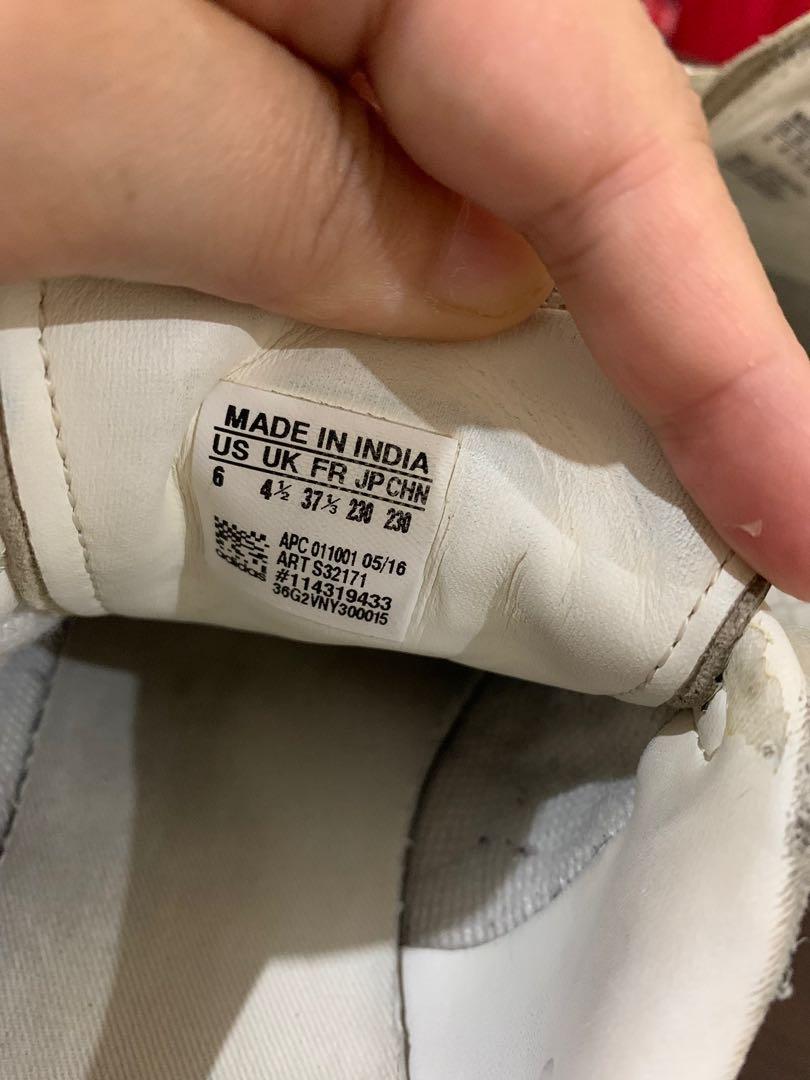 MADE IN INDIA
US UK FR JP CHN
6 4½ 37⅓ 230 230
APC 011001 05/16
ART S32171
#114319433
36G2VNY300015
adidas